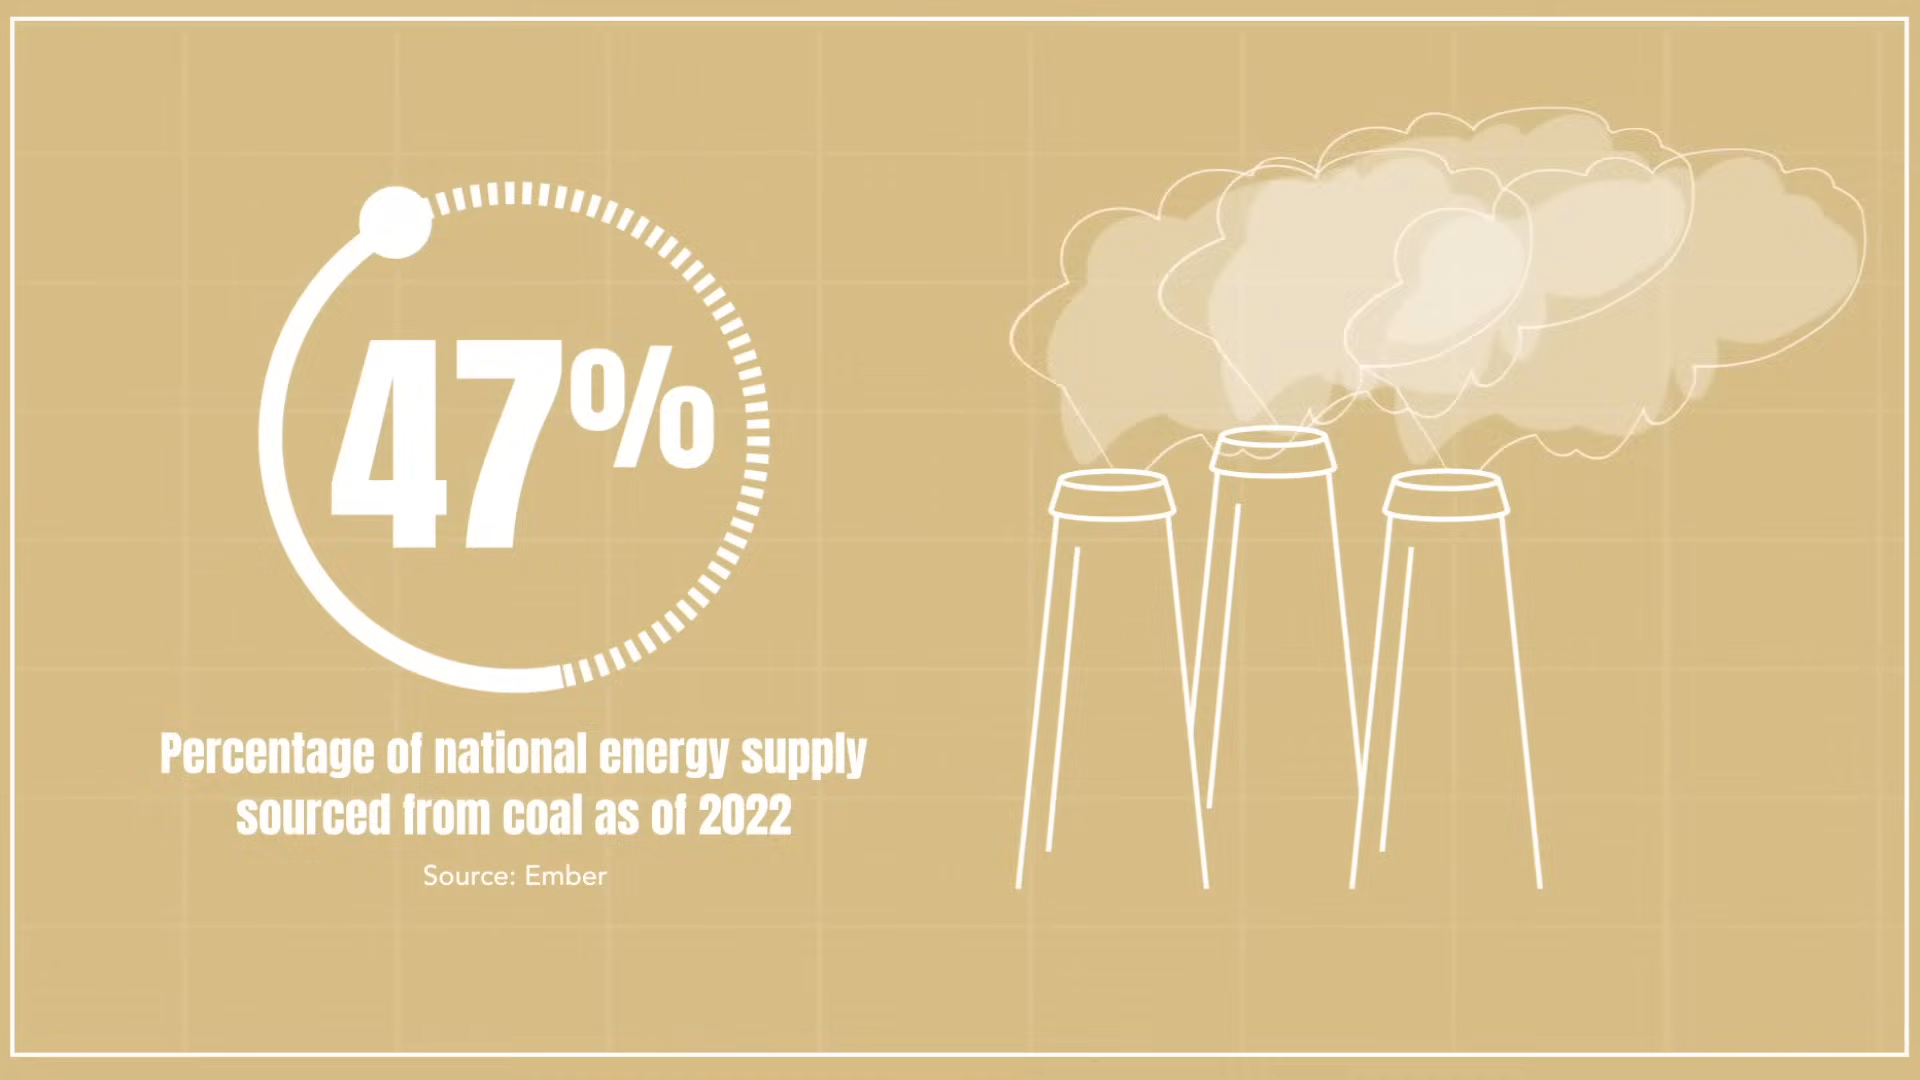 47%
Percentage of national energy supply
sourced from coal as of 2022
Source: Ember